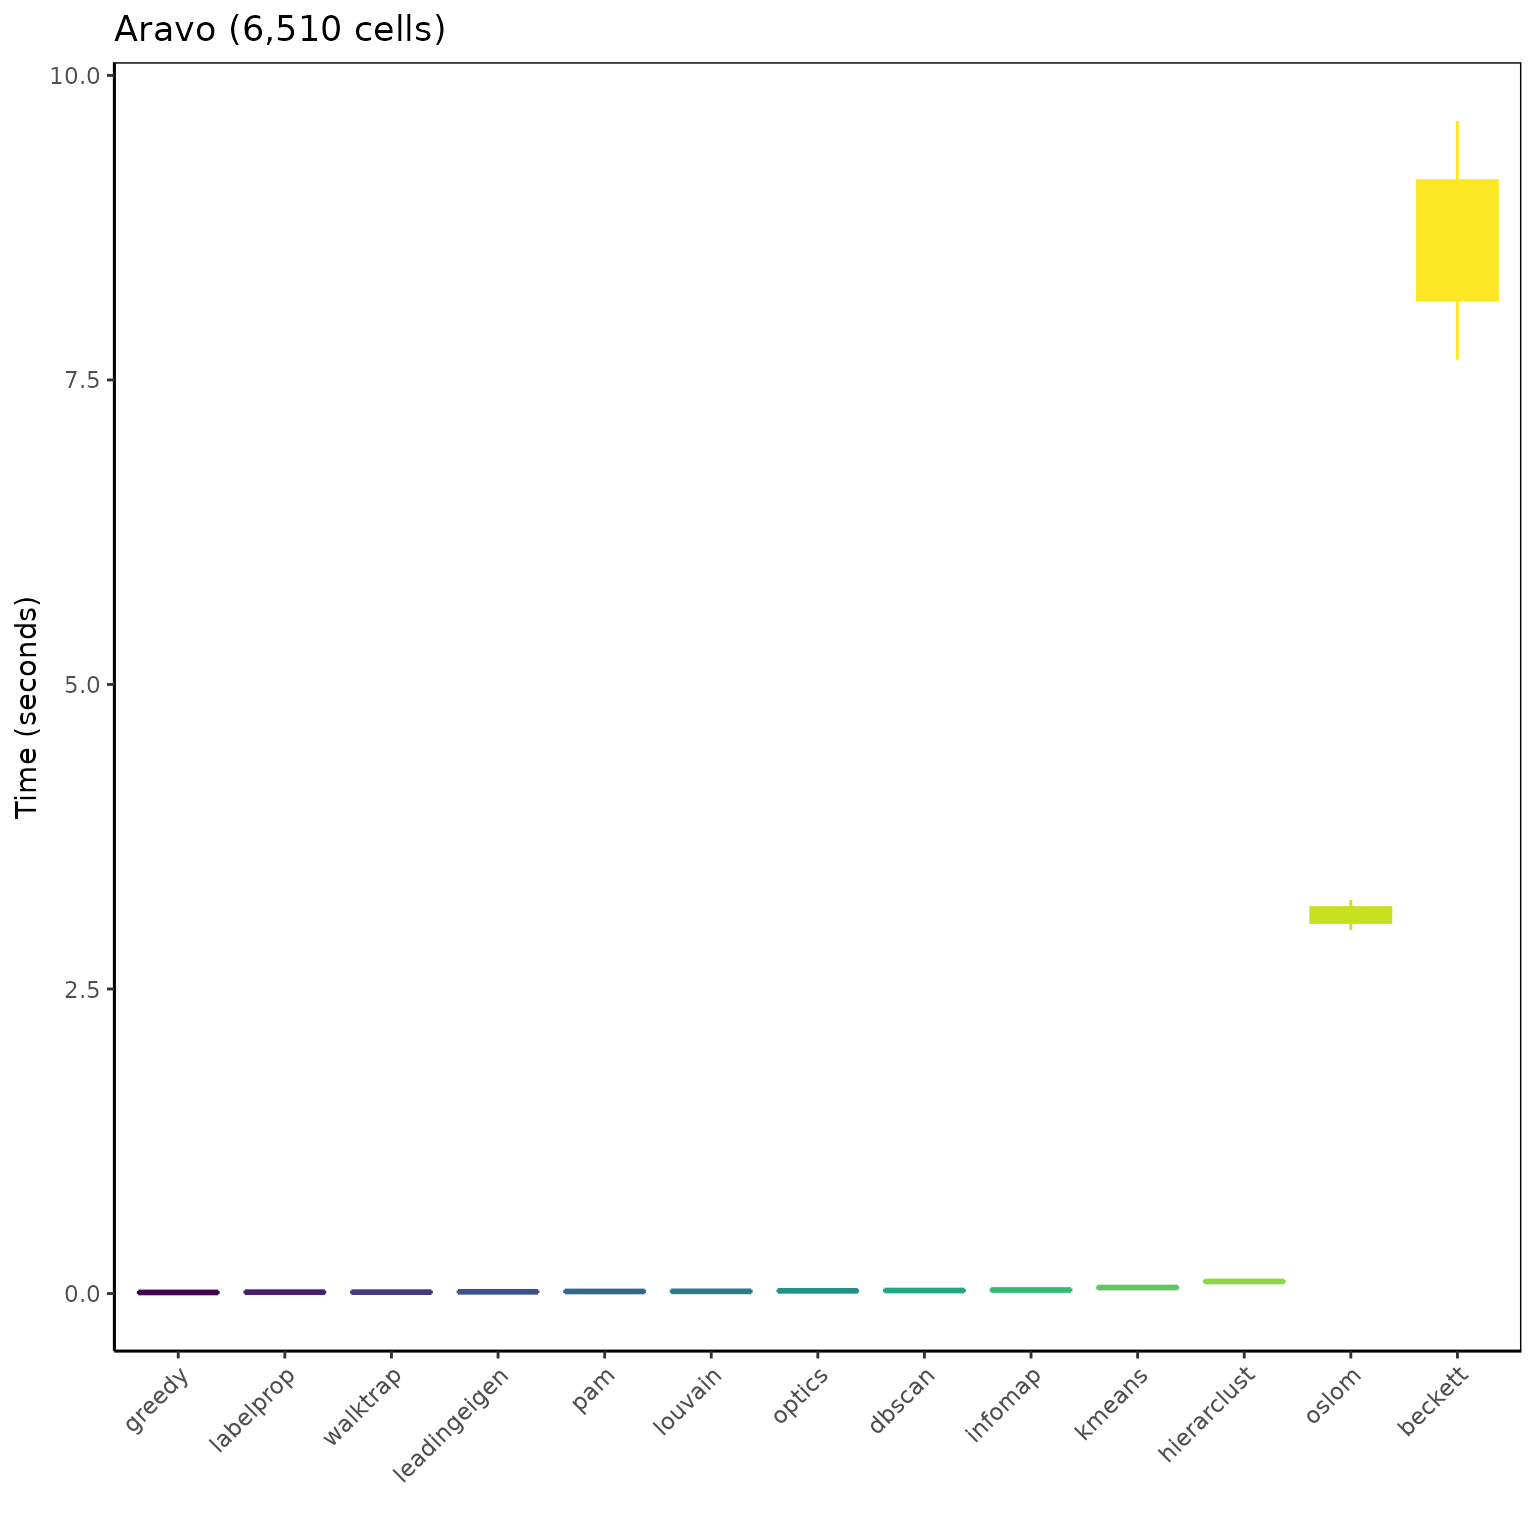 Aravo (6,510 cells)
Time (seconds)
10.0
7.5
5.0
2.5
0.0
greedy
labelprop
walktrap
leadingeigen
pam
louvain
optics
dbscan
infomap
kmeans
hierarclust
oslom
beckett